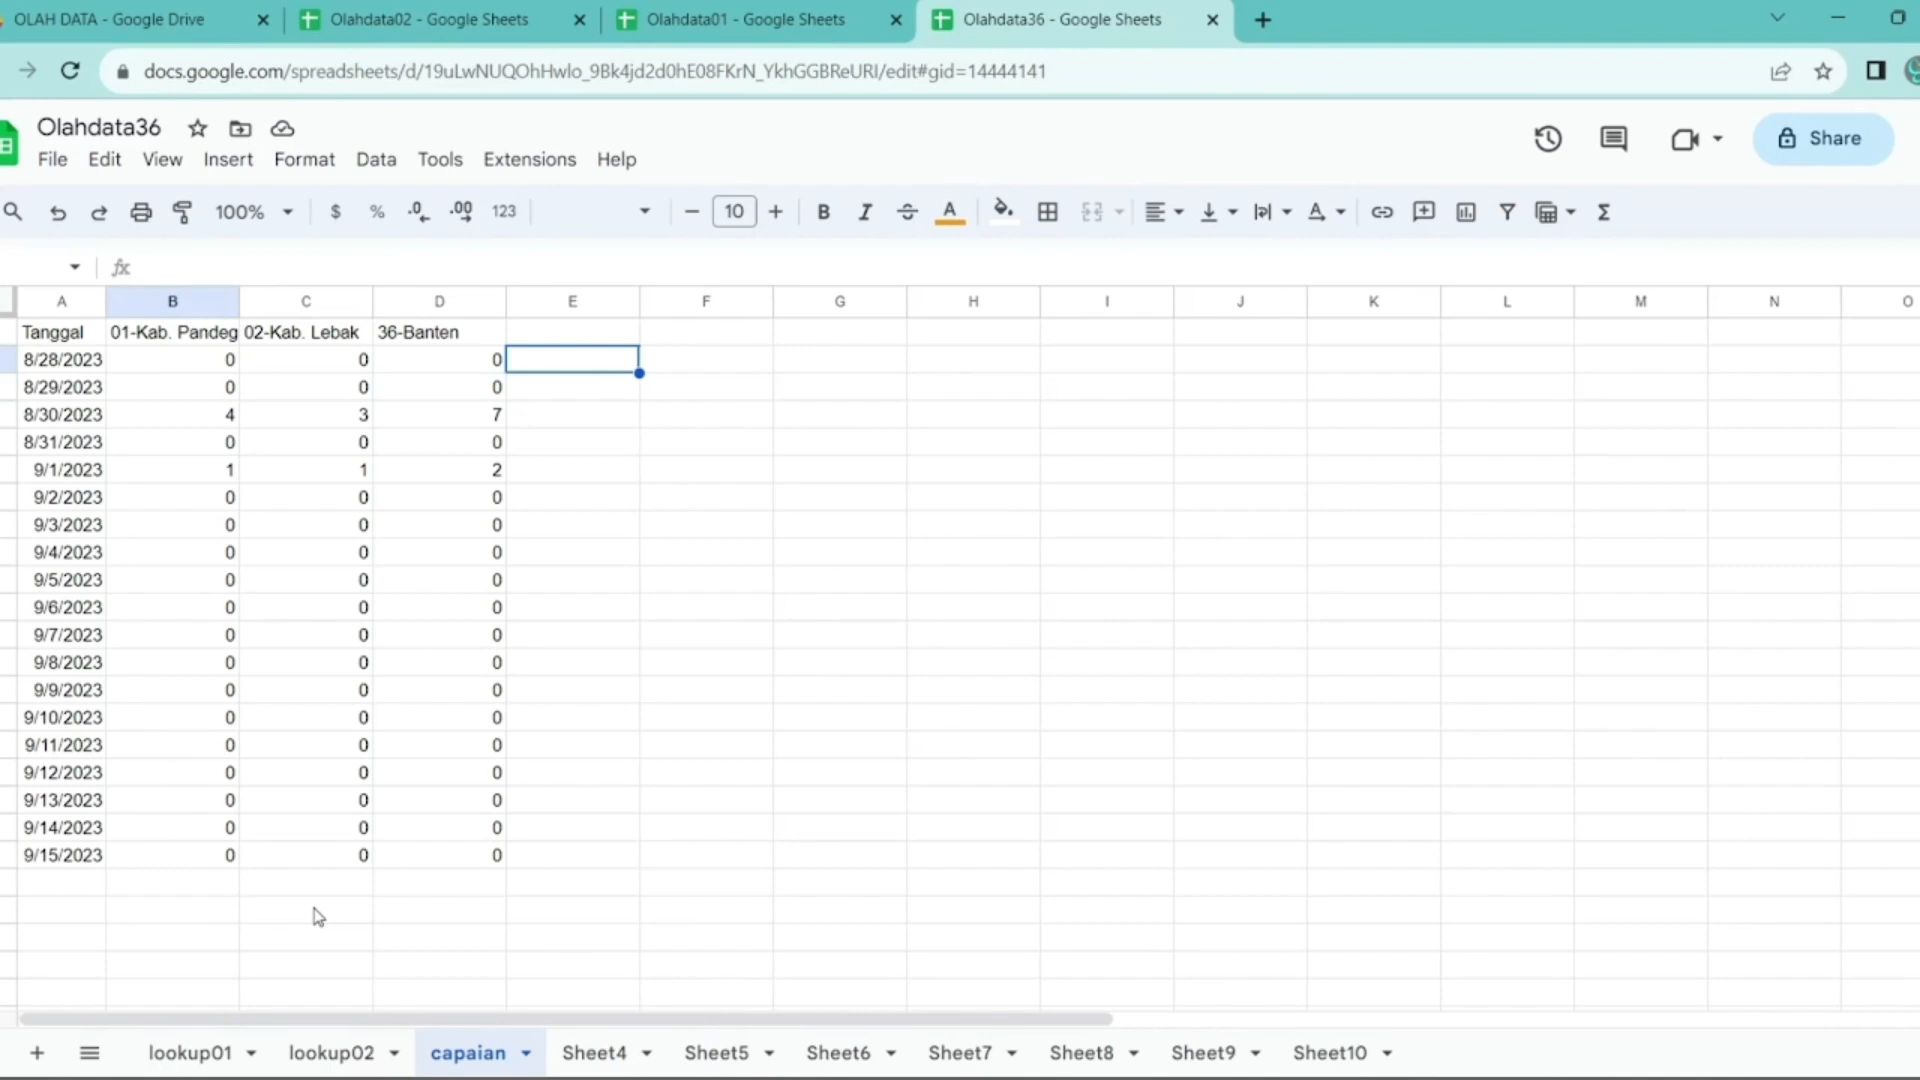 OLAH DATA - Google Drive
Olahdata02 - Google Sheets
Olahdata01 - Google Sheets
Olahdata36 - Google Sheets
docs.google.com/spreadsheets/d/19uLwNUQOhHwlo_9Bk4jd2d0hE08FKrN_YkhGGBReURI/edit#gid=14444141
Olahdata36
File Edit View Insert Format Data Tools Extensions Help
Share
100% $ % .0 .00 123 10 B I A
fx
A B C D E F G H I J K L M N O
Tanggal 01-Kab. Pandeg 02-Kab. Lebak 36-Banten
8/28/2023 0 0 0
8/29/2023 0 0 0
8/30/2023 4 3 7
8/31/2023 0 0 0
9/1/2023 1 1 2
9/2/2023 0 0 0
9/3/2023 0 0 0
9/4/2023 0 0 0
9/5/2023 0 0 0
9/6/2023 0 0 0
9/7/2023 0 0 0
9/8/2023 0 0 0
9/9/2023 0 0 0
9/10/2023 0 0 0
9/11/2023 0 0 0
9/12/2023 0 0 0
9/13/2023 0 0 0
9/14/2023 0 0 0
9/15/2023 0 0 0
lookup01 lookup02 capaian Sheet4 Sheet5 Sheet6 Sheet7 Sheet8 Sheet9 Sheet10